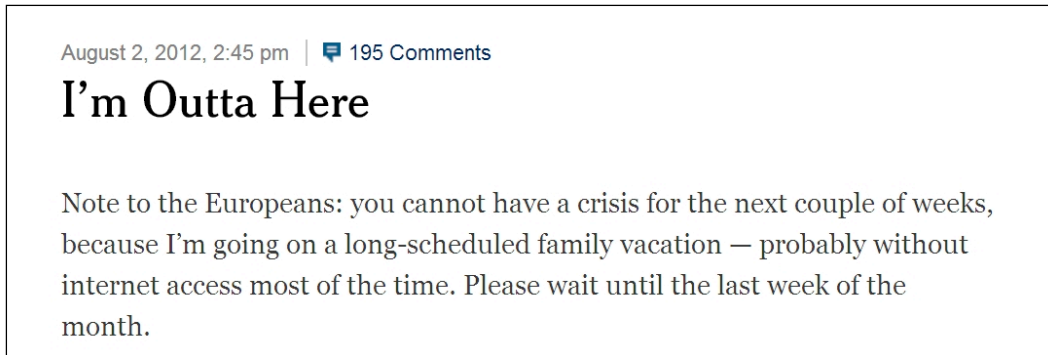 August 2, 2012, 2:45 pm | 195 Comments
I’m Outta Here
Note to the Europeans: you cannot have a crisis for the next couple of weeks,
because I’m going on a long-scheduled family vacation — probably without
internet access most of the time. Please wait until the last week of the
month.